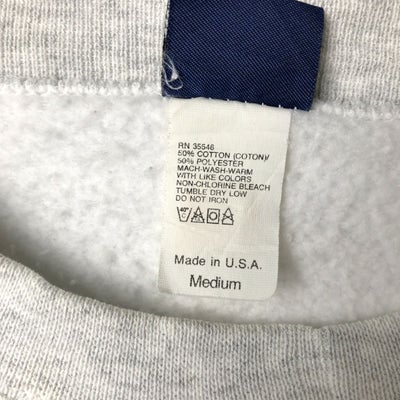 RN 35546
50% COTTON (COTON)/
50% POLYESTER
MACH-WASH-WARM
WITH LIKE COLORS
NON-CHLORINE BLEACH
TUMBLE DRY LOW
DO NOT IRON
40°
Made in U.S.A.
Medium